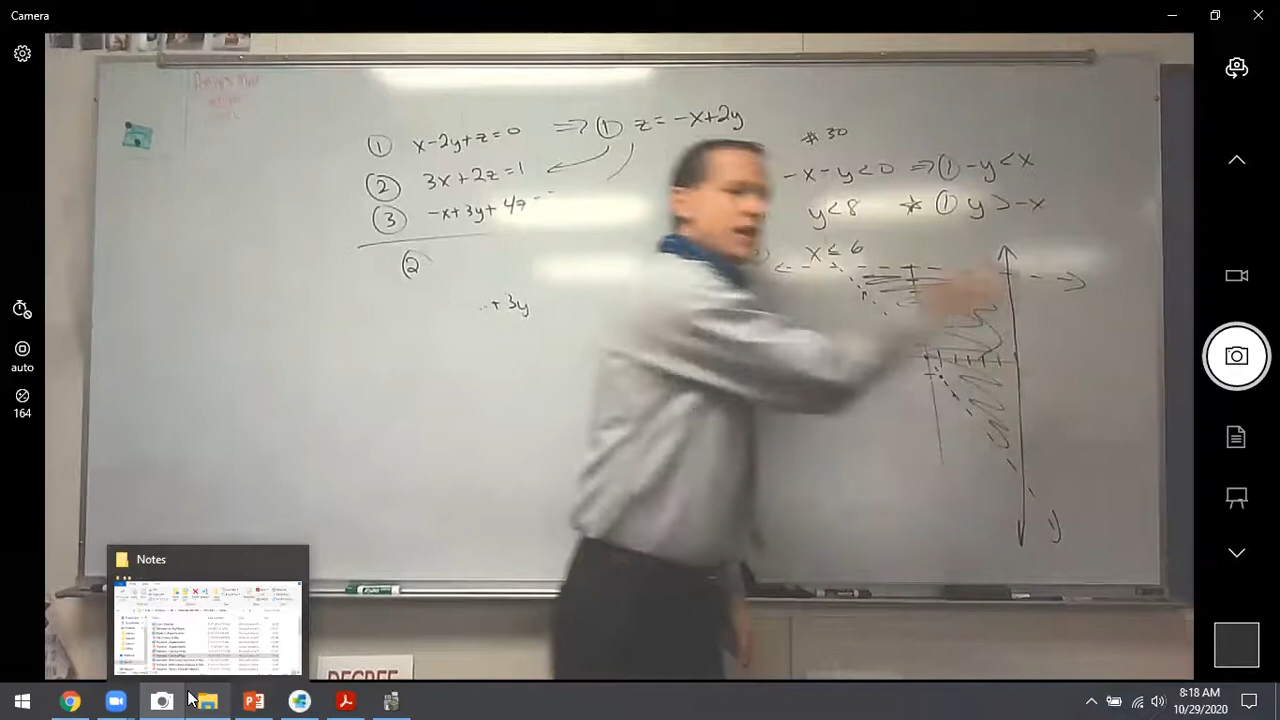 Camera
① x-2y+z=0 ⇒ ① z=-x+2y
② 3x+2z=1
③ -x+3y+4z
(2
+3y
# 30
-x-y<0 ⇒ ① -y<x
y<8 * ① y>-x
x≤6
y
auto
164
Notes
DEGREE
8:18 AM
10/29/2020